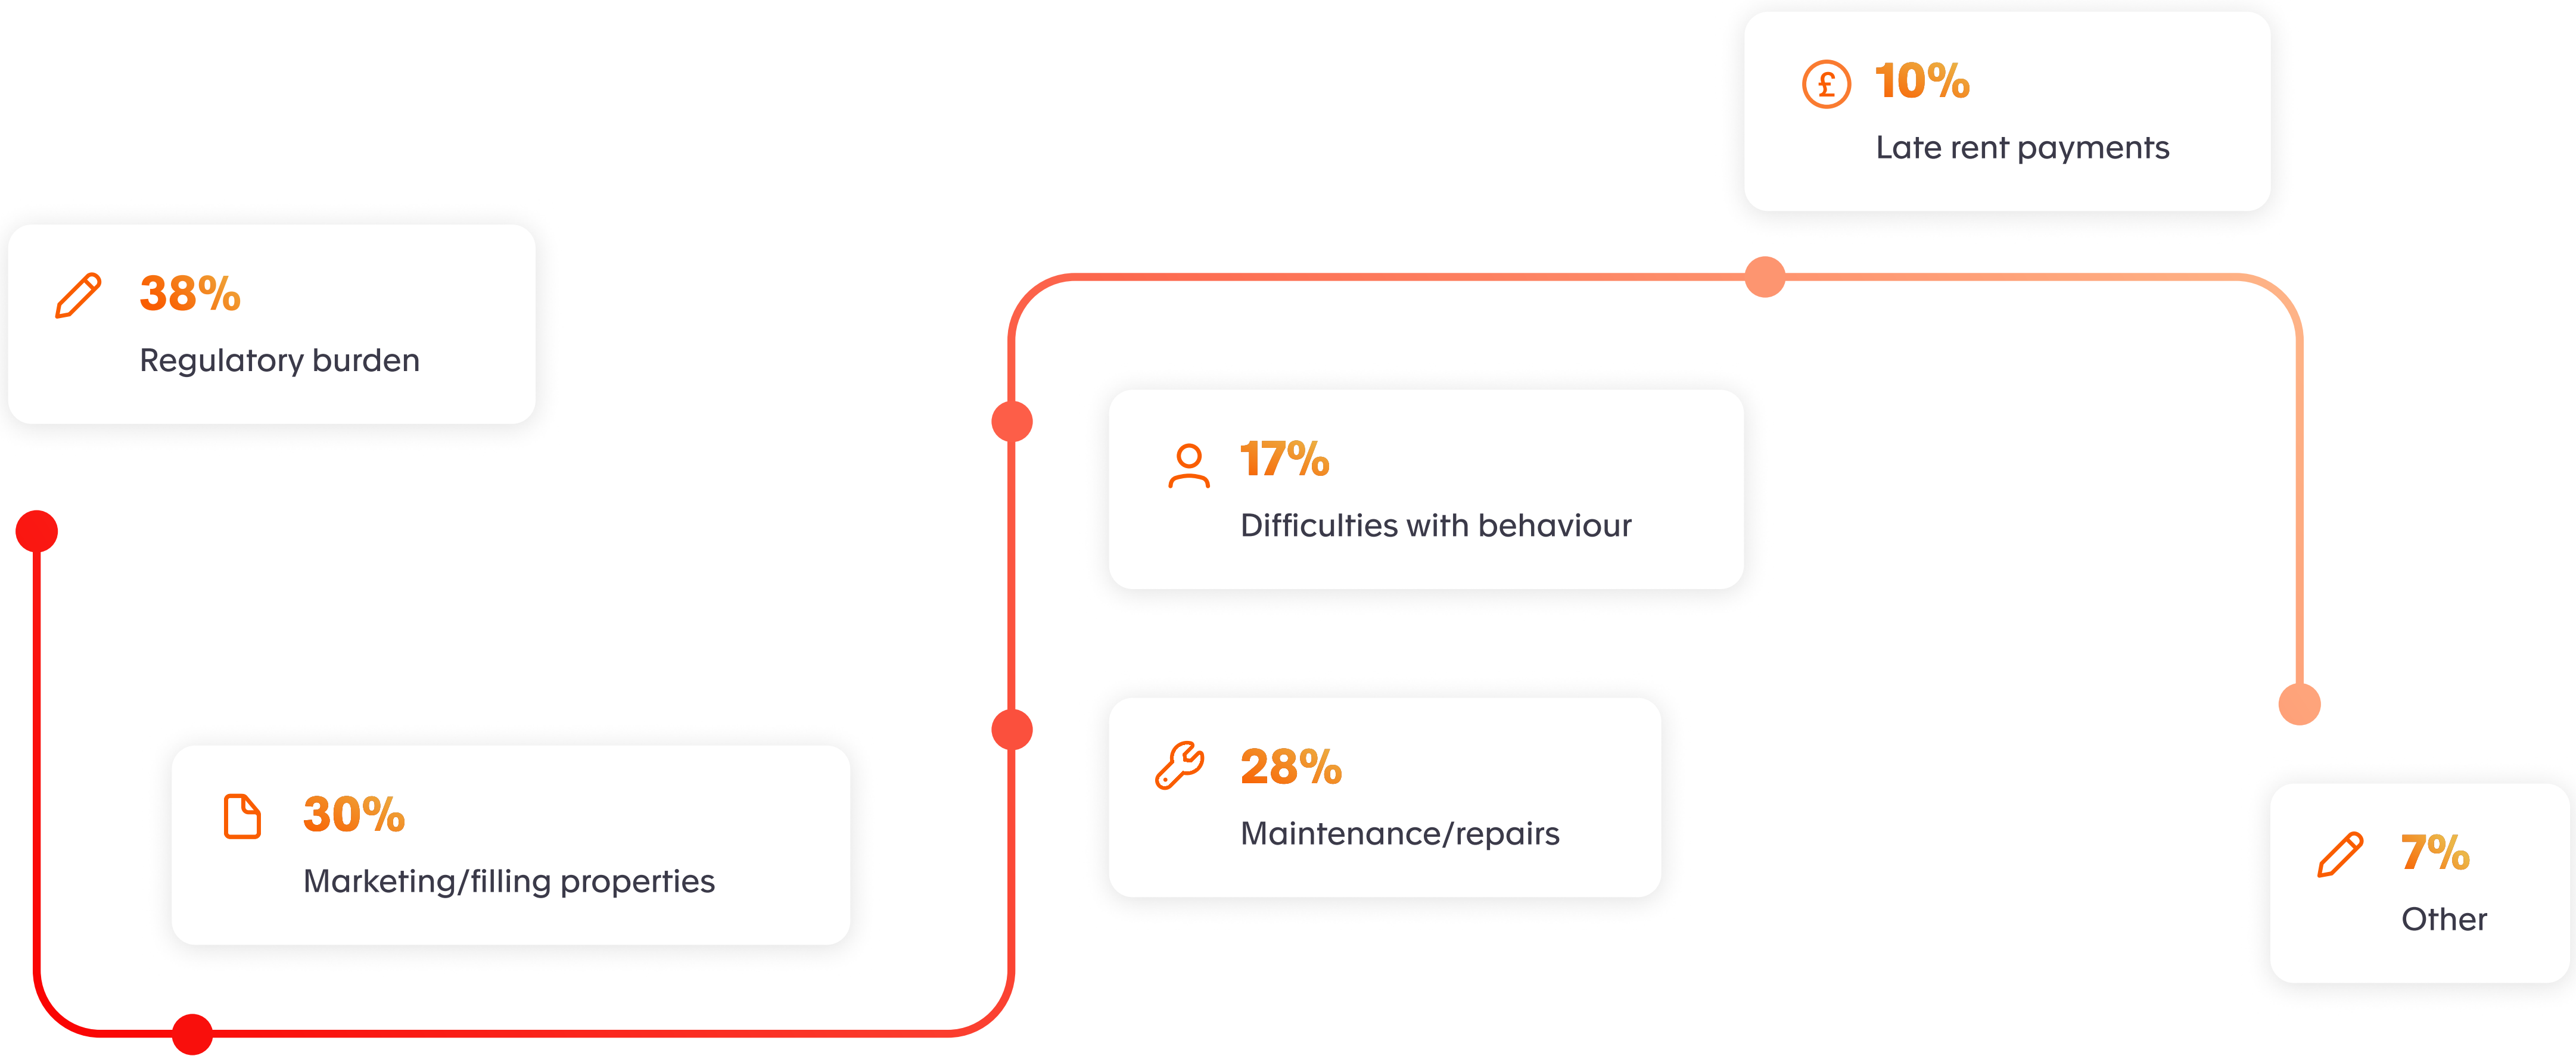 38%
Regulatory burden
30%
Marketing/filling properties
28%
Maintenance/repairs
17%
Difficulties with behaviour
£
10%
Late rent payments
7%
Other